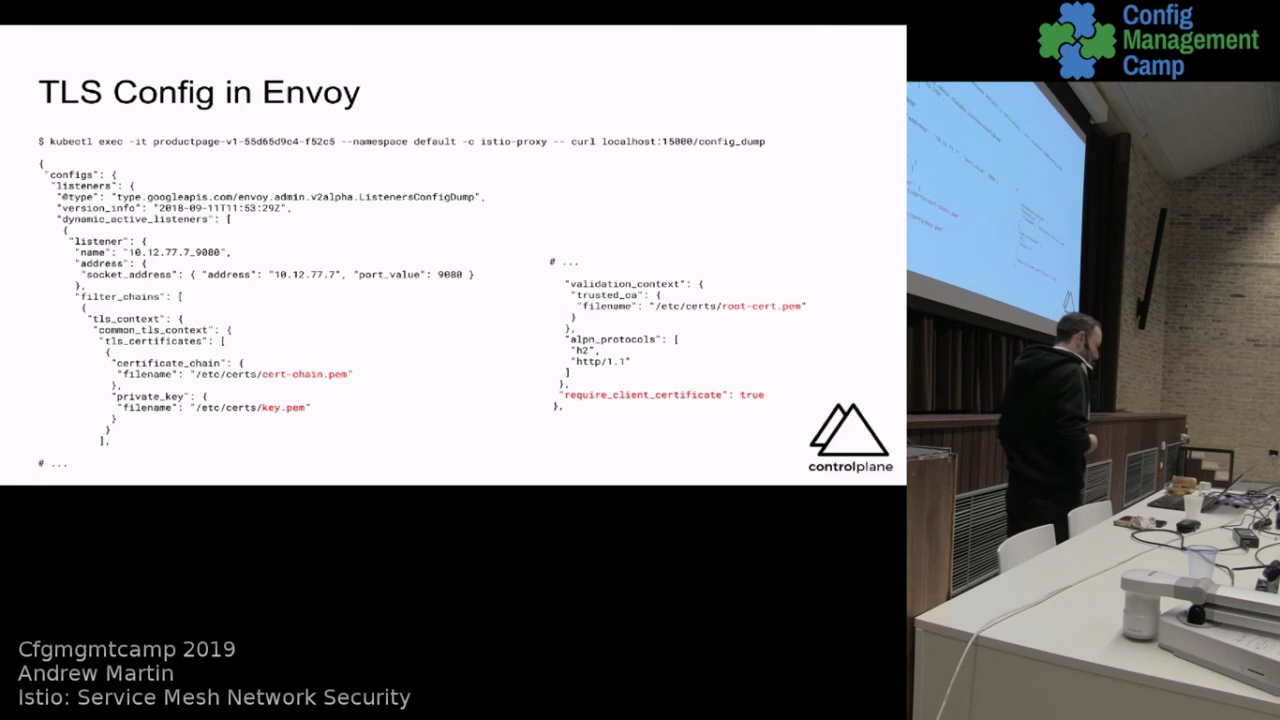 Config
Management
Camp
TLS Config in Envoy
$ kubectl exec -it productpage-v1-55d65d9c4-f52c5 --namespace default -c istio-proxy -- curl localhost:15000/config_dump
{
"configs": {
"listeners": {
"@type": "type.googleapis.com/envoy.admin.v2alpha.ListenersConfigDump",
"version_info": "2018-09-11T11:53:29Z",
"dynamic_active_listeners": [
{
"listener": {
"name": "10.12.77.7_9080",
"address": {
"socket_address": { "address": "10.12.77.7", "port_value": 9080 }
},
"filter_chains": [
{
"tls_context": {
"common_tls_context": {
"tls_certificates": [
{
"certificate_chain": {
"filename": "/etc/certs/cert-chain.pem"
},
"private_key": {
"filename": "/etc/certs/key.pem"
}
}
],
# ...
# ...
"validation_context": {
"trusted_ca": {
"filename": "/etc/certs/root-cert.pem"
}
},
"alpn_protocols": [
"h2",
"http/1.1"
]
},
"require_client_certificate": true
},
controlplane
Cfgmgmtcamp 2019
Andrew Martin
Istio: Service Mesh Network Security